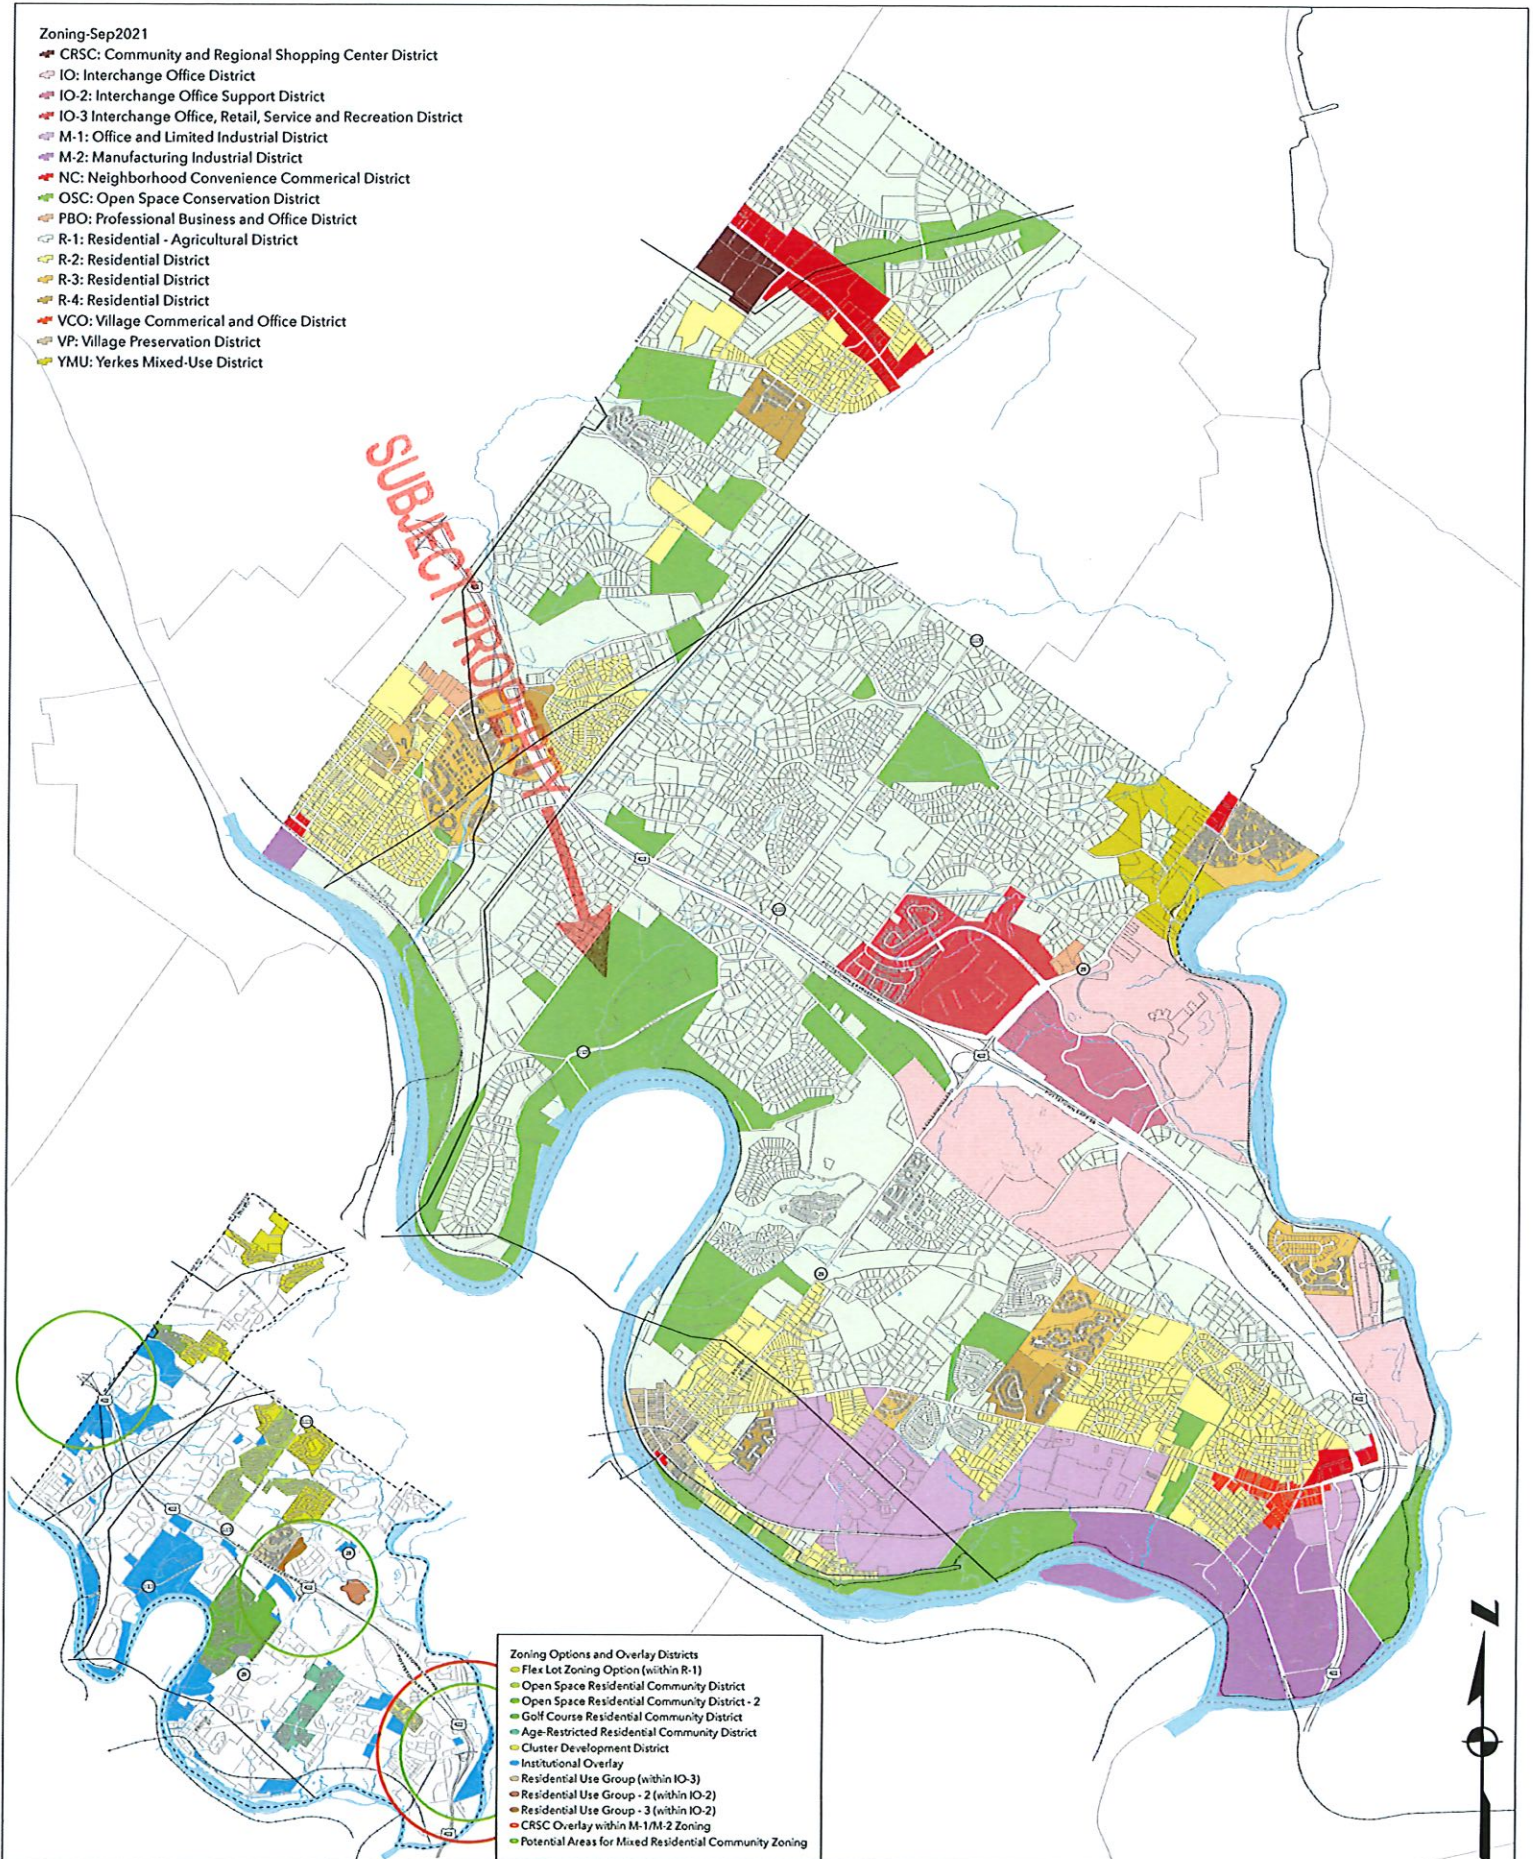 Zoning-Sep2021
CRSC: Community and Regional Shopping Center District
IO: Interchange Office District
IO-2: Interchange Office Support District
IO-3 Interchange Office, Retail, Service and Recreation District
M-1: Office and Limited Industrial District
M-2: Manufacturing Industrial District
NC: Neighborhood Convenience Commerical District
OSC: Open Space Conservation District
PBO: Professional Business and Office District
R-1: Residential - Agricultural District
R-2: Residential District
R-3: Residential District
R-4: Residential District
VCO: Village Commerical and Office District
VP: Village Preservation District
YMU: Yerkes Mixed-Use District
SUBJECT PROPERTY
422
29
422
29
422
422
Zoning Options and Overlay Districts
Flex Lot Zoning Option (wiithin R-1)
Open Space Residential Community District
Open Space Residential Community District - 2
Golf Course Residential Community District
Age-Restricted Residential Community District
Cluster Development District
Institutional Overlay
Residential Use Group (within IO-3)
Residential Use Group - 2 (within IO-2)
Residential Use Group - 3 (within IO-2)
CRSC Overlay within M-1/M-2 Zoning
Potential Areas for Mixed Residential Community Zoning